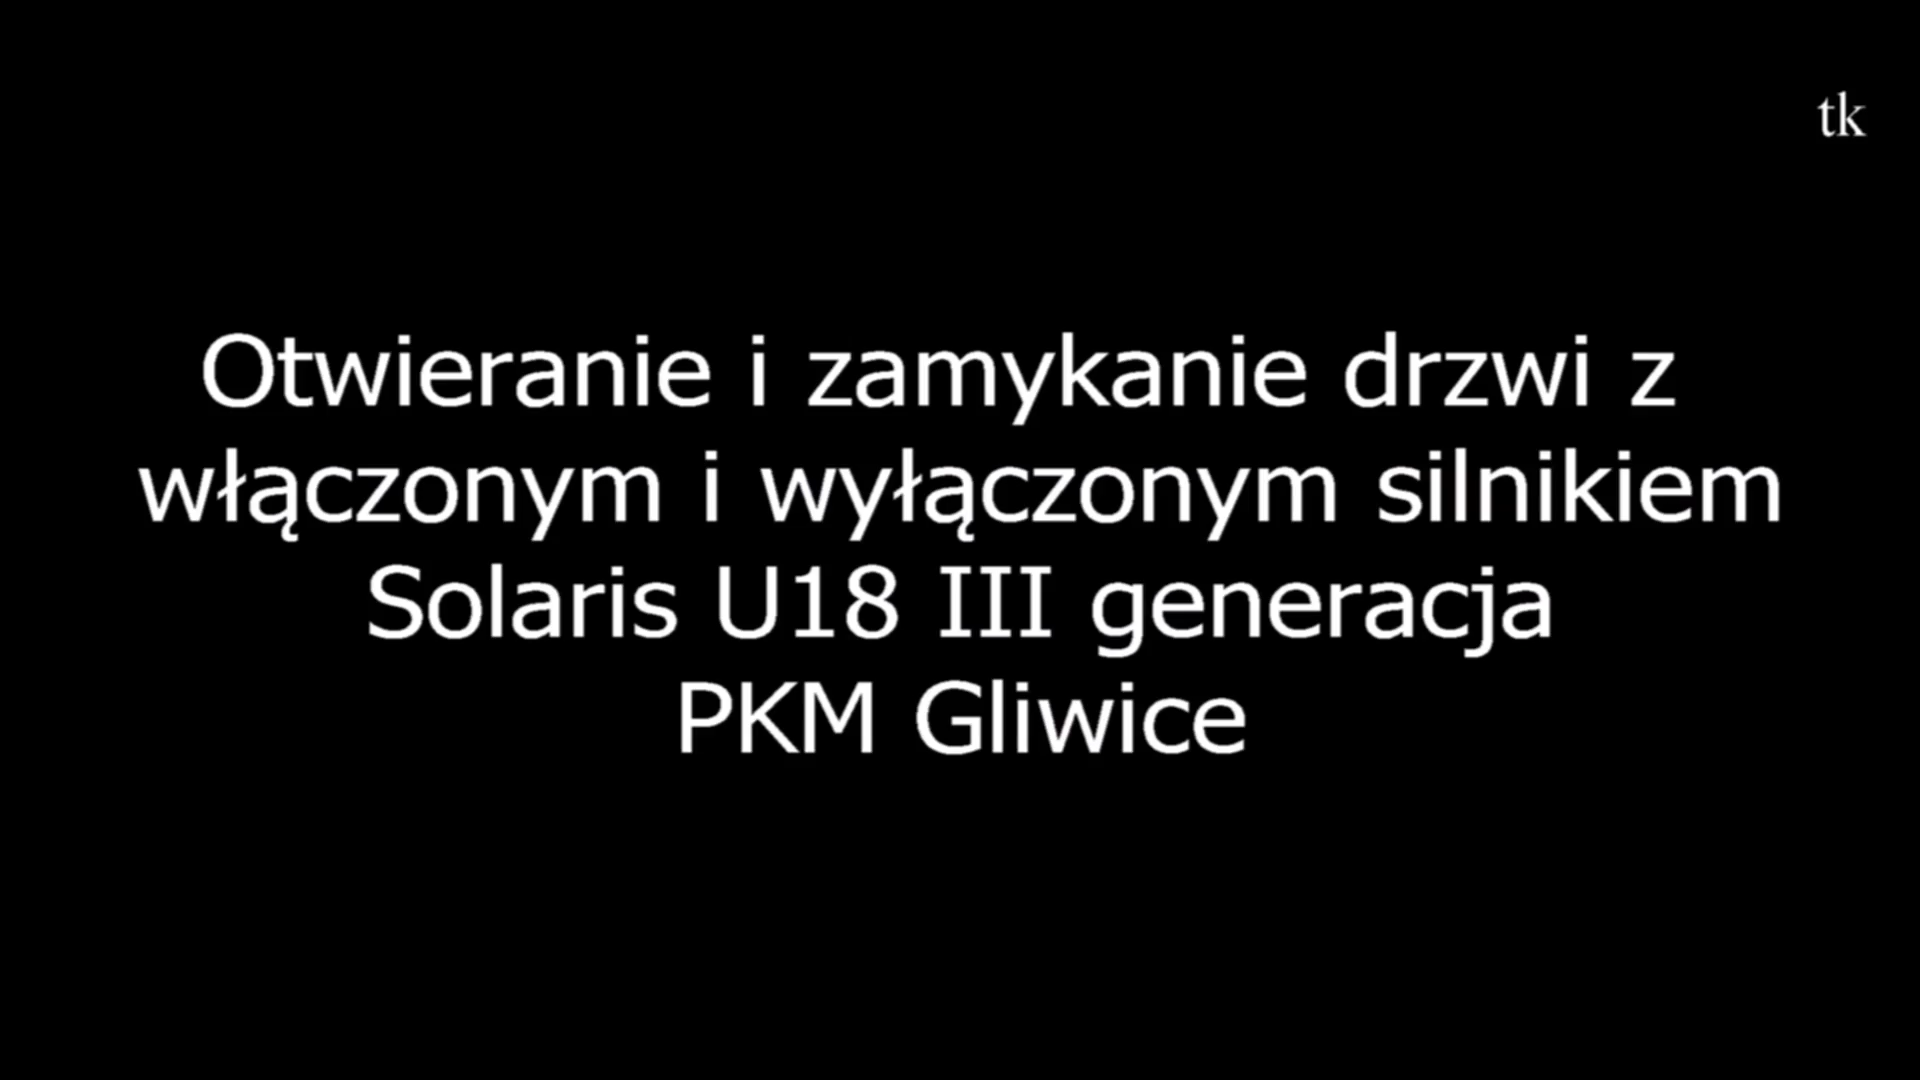 tk
Otwieranie i zamykanie drzwi z
włączonym i wyłączonym silnikiem
Solaris U18 III generacja
PKM Gliwice